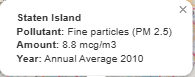 Staten Island
Pollutant: Fine particles (PM 2.5)
Amount: 8.8 mcg/m3
Year: Annual Average 2010